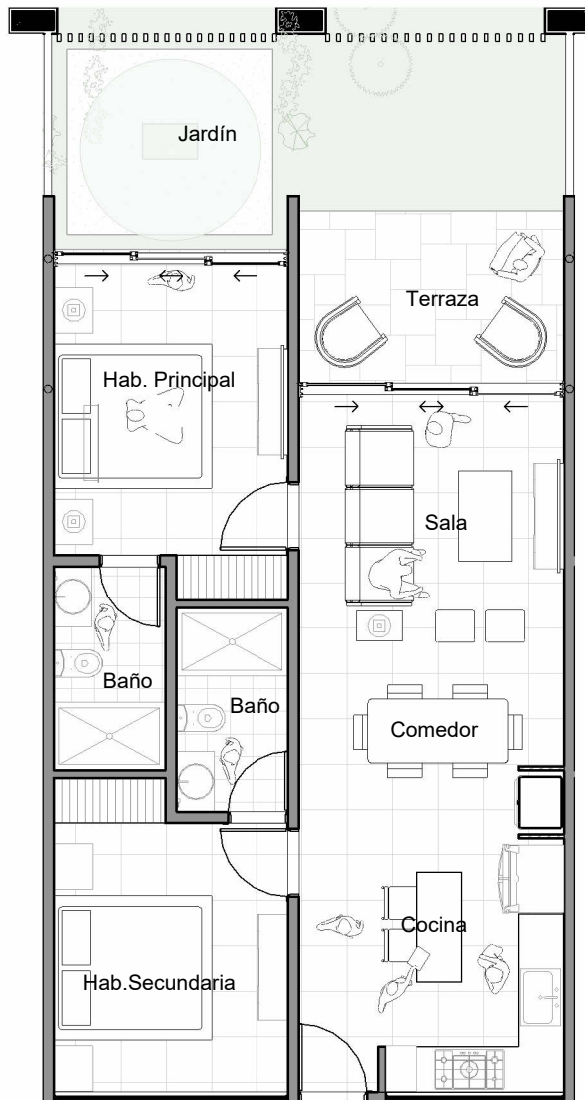 Jardín
Terraza
Hab. Principal
Sala
Baño
Baño
Comedor
Cocina
Hab.Secundaria